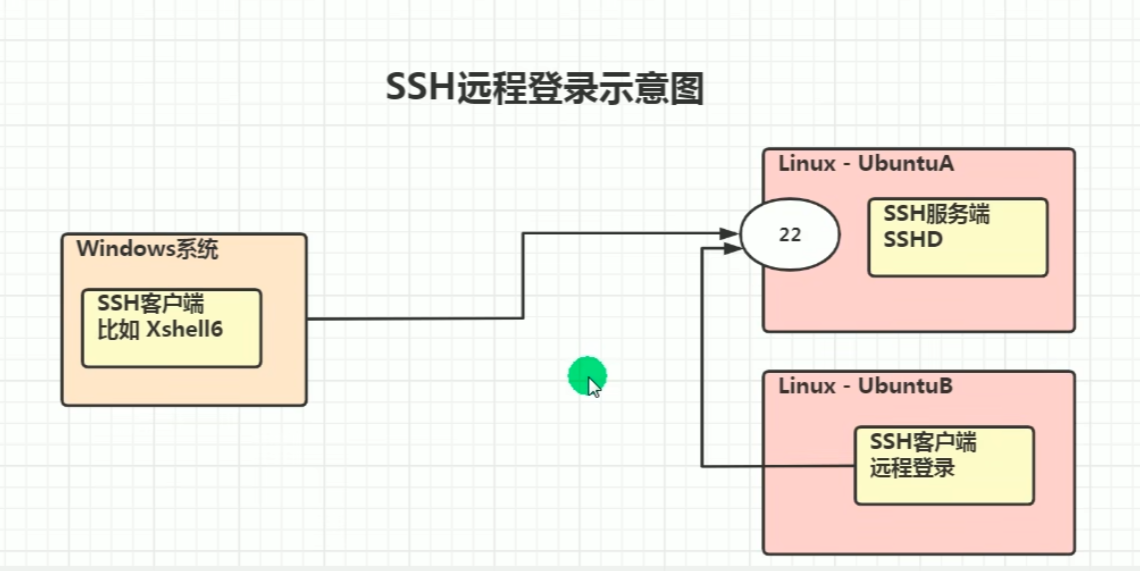 SSH远程登录示意图
Windows系统
SSH客户端
比如 Xshell6
Linux - UbuntuA
22
SSH服务端
SSHD
Linux - UbuntuB
SSH客户端
远程登录